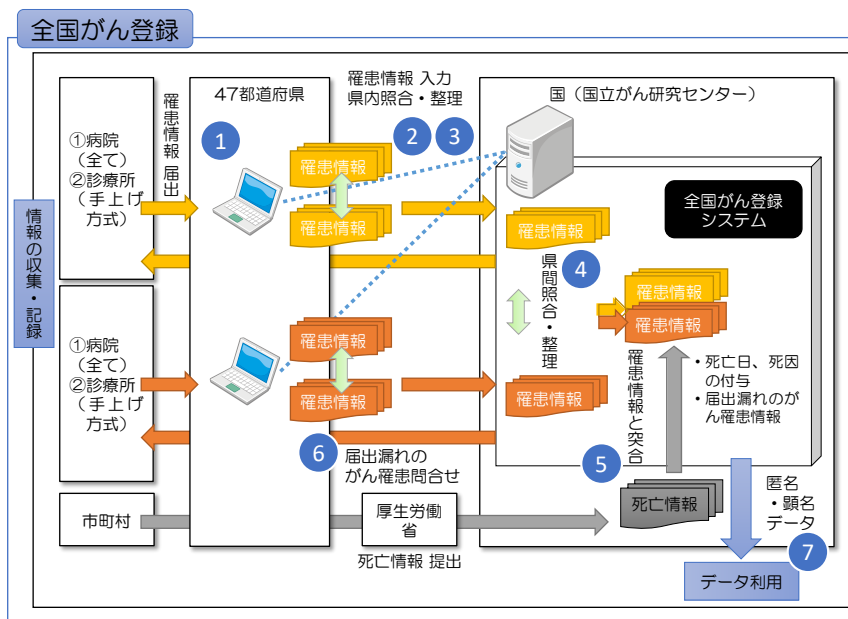 全国がん登録
情報の収集・記録
①病院
(全て)
②診療所
(手上げ
方式)
罹患情報 届出
47都道府県
1
罹患情報 入力
県内照合・整理
2
3
罹患情報
罹患情報
国(国立がん研究センター)
全国がん登録
システム
罹患情報
県間照合・整理
4
罹患情報
罹患情報
①病院
(全て)
②診療所
(手上げ
方式)
罹患情報
罹患情報
罹患情報
罹患情報と突合
・死亡日、死因
の付与
・届出漏れのが
ん罹患情報
6
届出漏れの
がん罹患問合せ
5
市町村
厚生労働
省
死亡情報 提出
死亡情報
匿名
・顕名
データ
7
データ利用